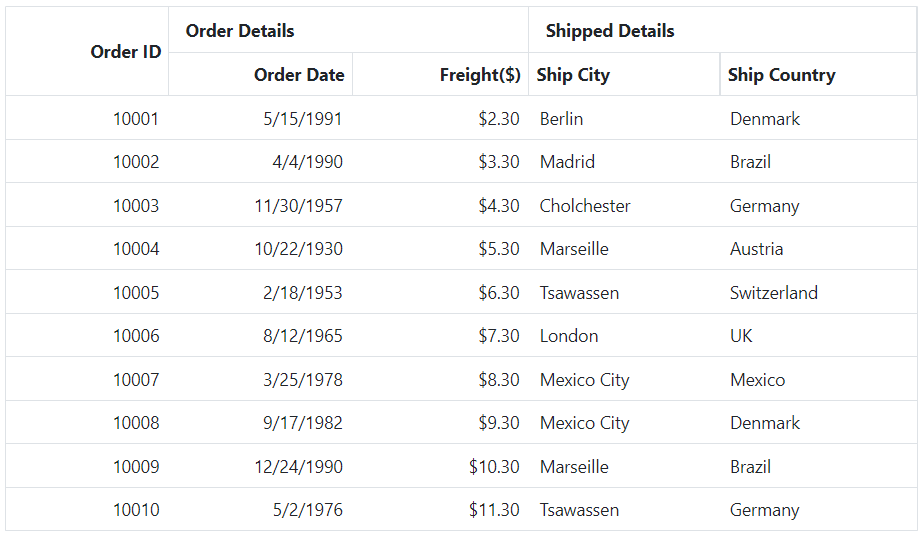 Order ID Order Details Shipped Details
Order Date Freight($) Ship City Ship Country
10001 5/15/1991 $2.30 Berlin Denmark
10002 4/4/1990 $3.30 Madrid Brazil
10003 11/30/1957 $4.30 Cholchester Germany
10004 10/22/1930 $5.30 Marseille Austria
10005 2/18/1953 $6.30 Tsawassen Switzerland
10006 8/12/1965 $7.30 London UK
10007 3/25/1978 $8.30 Mexico City Mexico
10008 9/17/1982 $9.30 Mexico City Denmark
10009 12/24/1990 $10.30 Marseille Brazil
10010 5/2/1976 $11.30 Tsawassen Germany